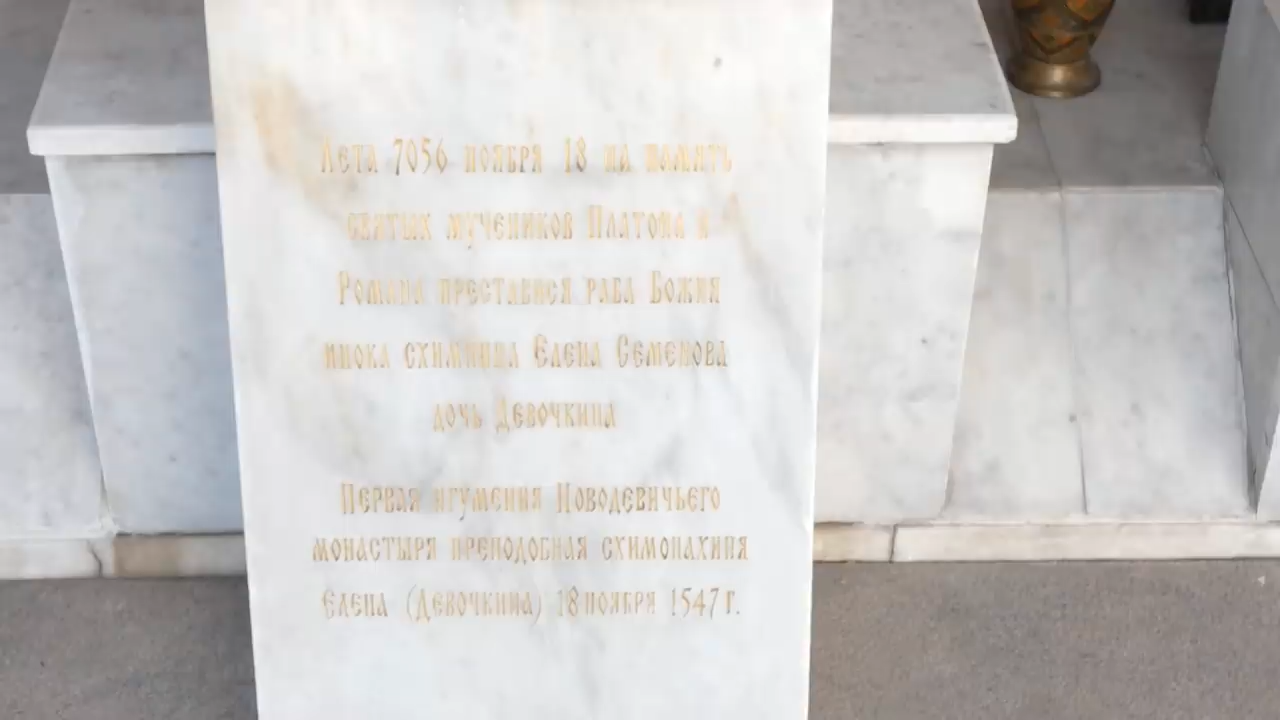 Лета 7056 ноября 18 на память
святых мучеников Платона и
Романа преставися раба Божия
инока схимница Елена Семенова
дочь Девочкина
Первая игумения Новодевичьего
монастыря преподобная схимонахиня
Елена (Девочкина) 18 ноября 1547 г.